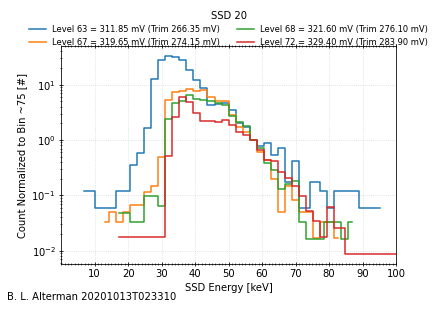 SSD 20
Level 63 = 311.85 mV (Trim 266.35 mV)
Level 67 = 319.65 mV (Trim 274.15 mV)
Level 68 = 321.60 mV (Trim 276.10 mV)
Level 72 = 329.40 mV (Trim 283.90 mV)
Count Normalized to Bin ~75 [#]
10¹
10⁰
10⁻¹
10⁻²
10 20 30 40 50 60 70 80 90 100
SSD Energy [keV]
B. L. Alterman 20201013T023310